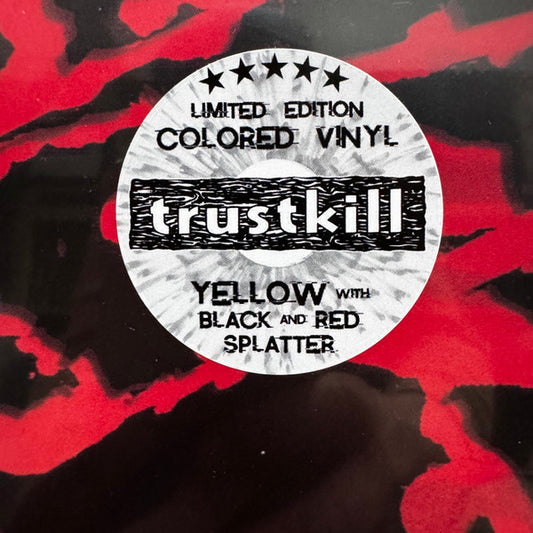 LIMITED EDITION
COLORED VINYL
trustkill
YELLOW WITH
BLACK AND RED
SPLATTER